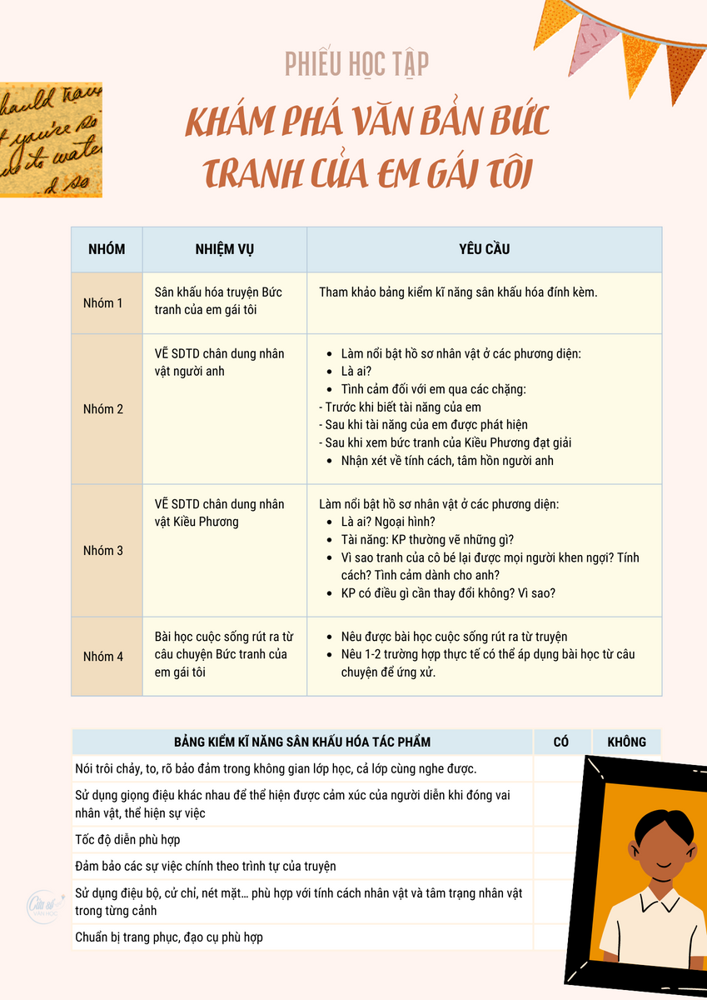 PHIẾU HỌC TẬP
KHÁM PHÁ VĂN BẢN BỨC
TRANH CỦA EM GÁI TÔI
should have
t you're so
us to water
d so
NHÓM NHIỆM VỤ YÊU CẦU
Nhóm 1
Sân khấu hóa truyện Bức
tranh của em gái tôi
Tham khảo bảng kiểm kĩ năng sân khấu hóa đính kèm.
Nhóm 2
VẼ SDTD chân dung nhân
vật người anh
• Làm nổi bật hồ sơ nhân vật ở các phương diện:
• Là ai?
• Tình cảm đối với em qua các chặng:
- Trước khi biết tài năng của em
- Sau khi tài năng của em được phát hiện
- Sau khi xem bức tranh của Kiều Phương đạt giải
• Nhận xét về tính cách, tâm hồn người anh
Nhóm 3
VẼ SDTD chân dung nhân
vật Kiều Phương
Làm nổi bật hồ sơ nhân vật ở các phương diện:
• Là ai? Ngoại hình?
• Tài năng: KP thường vẽ những gì?
• Vì sao tranh của cô bé lại được mọi người khen ngợi? Tính
cách? Tình cảm dành cho anh?
• KP có điều gì cần thay đổi không? Vì sao?
Nhóm 4
Bài học cuộc sống rút ra từ
câu chuyện Bức tranh của
em gái tôi
• Nêu được bài học cuộc sống rút ra từ truyện
• Nêu 1-2 trường hợp thực tế có thể áp dụng bài học từ câu
chuyện để ứng xử.
BẢNG KIỂM KĨ NĂNG SÂN KHẤU HÓA TÁC PHẨM CÓ KHÔNG
Nói trôi chảy, to, rõ bảo đảm trong không gian lớp học, cả lớp cùng nghe được.
Sử dụng giọng điệu khác nhau để thể hiện được cảm xúc của người diễn khi đóng vai
nhân vật, thể hiện sự việc
Tốc độ diễn phù hợp
Đảm bảo các sự việc chính theo trình tự của truyện
Sử dụng điệu bộ, cử chỉ, nét mặt… phù hợp với tính cách nhân vật và tâm trạng nhân vật
trong từng cảnh
Chuẩn bị trang phục, đạo cụ phù hợp
Cửa sổ
VĂN HỌC